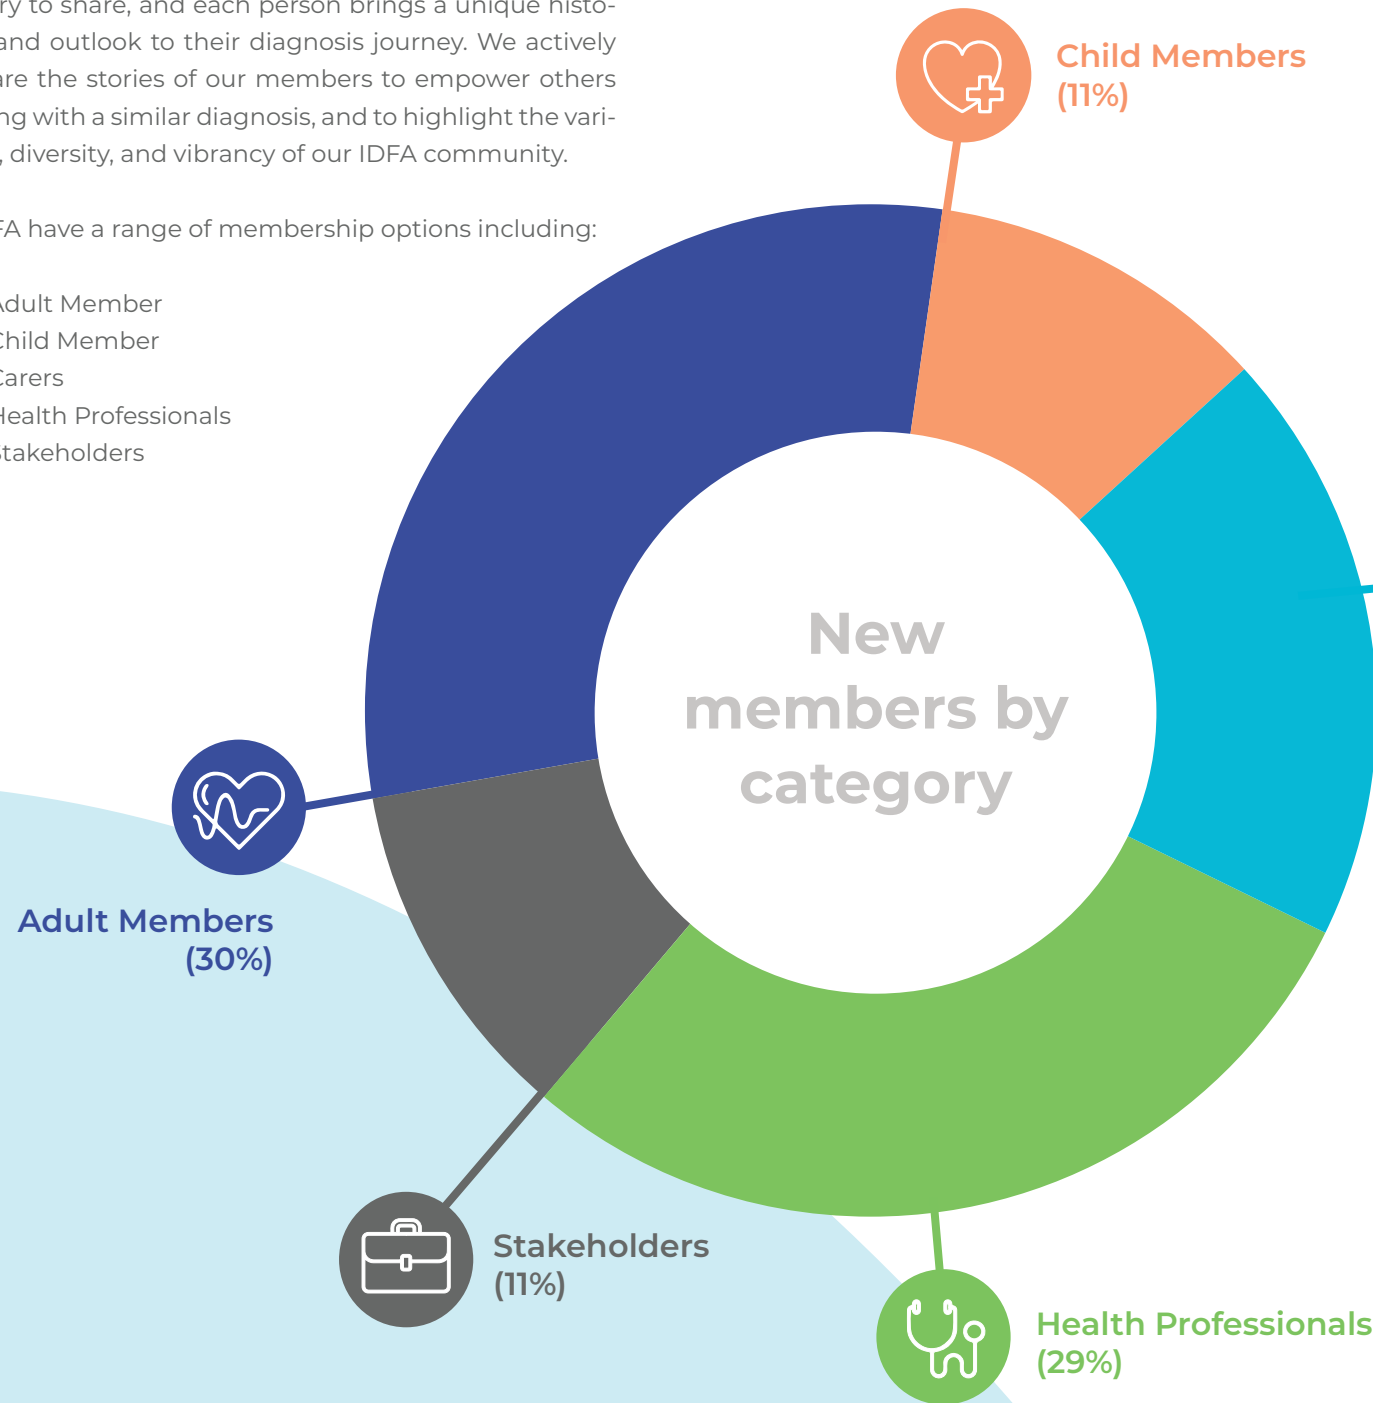 ry to share, and each person brings a unique histo-
and outlook to their diagnosis journey. We actively
are the stories of our members to empower others
ng with a similar diagnosis, and to highlight the vari-
, diversity, and vibrancy of our IDFA community.
FA have a range of membership options including:
Adult Member
Child Member
Carers
Health Professionals
Stakeholders
Child Members
(11%)
New
members by
category
Adult Members
(30%)
Stakeholders
(11%)
Health Professionals
(29%)